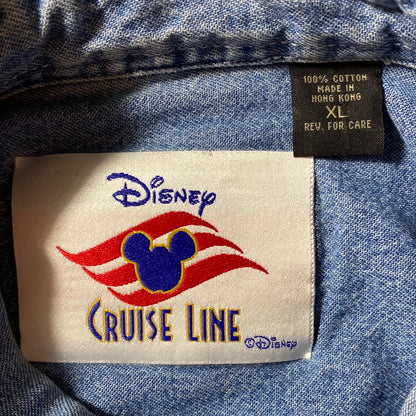 100% COTTON
MADE IN
HONG KONG
XL
REV. FOR CARE
Disney
CRUISE LINE
©Disney